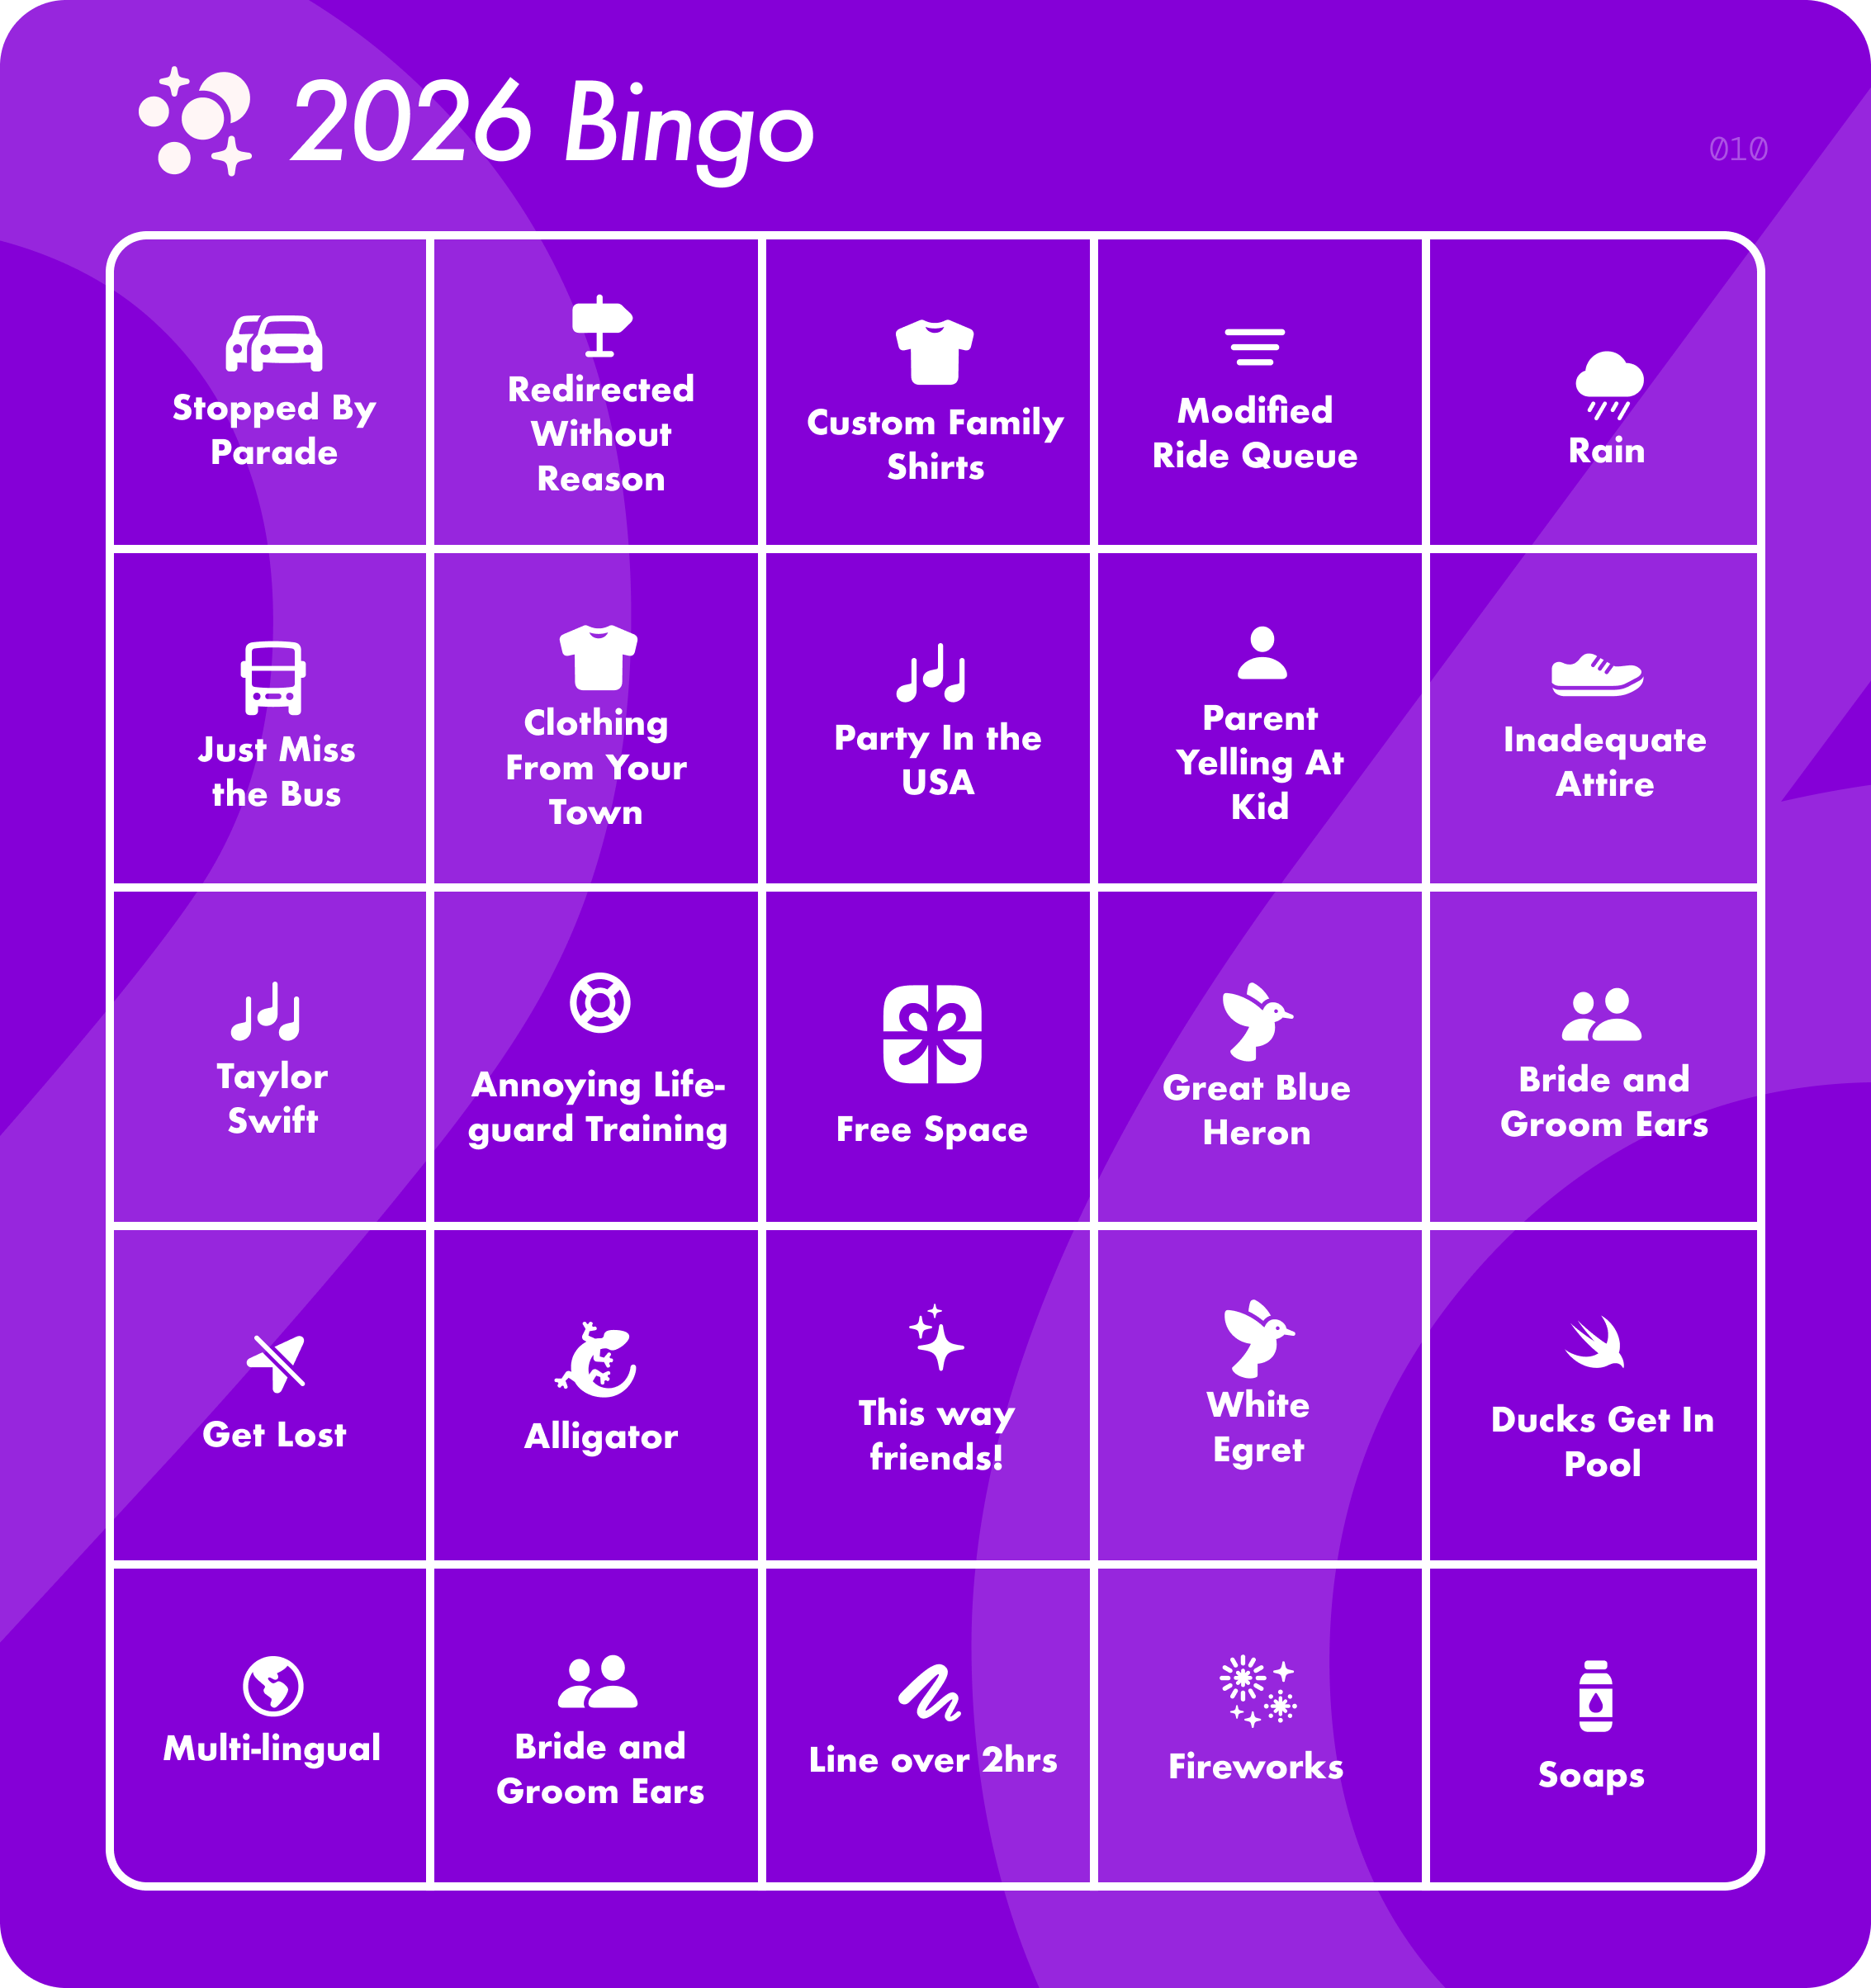 2026 Bingo
010
Stopped By
Parade
Redirected
Without
Reason
Custom Family
Shirts
Modified
Ride Queue
Rain
Just Miss
the Bus
Clothing
From Your
Town
Party In the
USA
Parent
Yelling At
Kid
Inadequate
Attire
Taylor
Swift
Annoying Life-
guard Training
Free Space
Great Blue
Heron
Bride and
Groom Ears
Get Lost
Alligator
This way
friends!
White
Egret
Ducks Get In
Pool
Multi-lingual
Bride and
Groom Ears
Line over 2hrs
Fireworks
Soaps